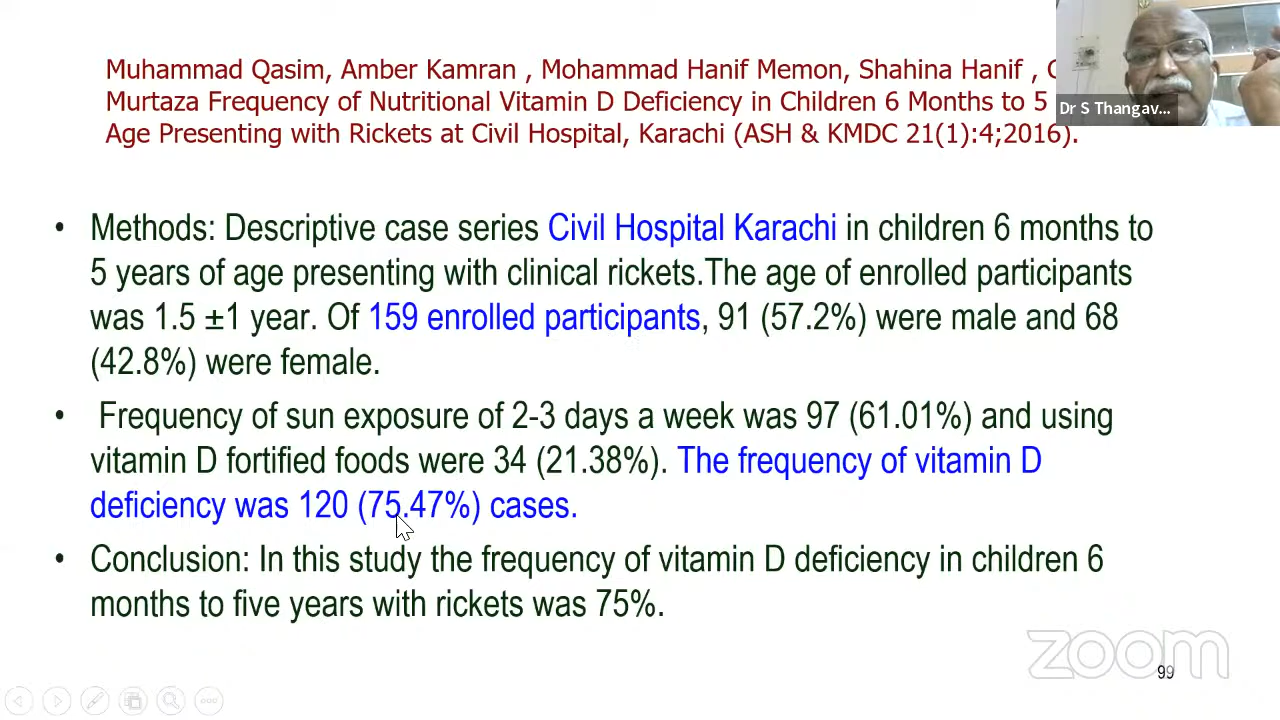 Muhammad Qasim, Amber Kamran , Mohammad Hanif Memon, Shahina Hanif ,
Murtaza Frequency of Nutritional Vitamin D Deficiency in Children 6 Months to 5
Age Presenting with Rickets at Civil Hospital, Karachi (ASH & KMDC 21(1):4;2016).
Dr S Thangav...
• Methods: Descriptive case series Civil Hospital Karachi in children 6 months to
5 years of age presenting with clinical rickets.The age of enrolled participants
was 1.5 ±1 year. Of 159 enrolled participants, 91 (57.2%) were male and 68
(42.8%) were female.
• Frequency of sun exposure of 2-3 days a week was 97 (61.01%) and using
vitamin D fortified foods were 34 (21.38%). The frequency of vitamin D
deficiency was 120 (75.47%) cases.
• Conclusion: In this study the frequency of vitamin D deficiency in children 6
months to five years with rickets was 75%.
zoom
99